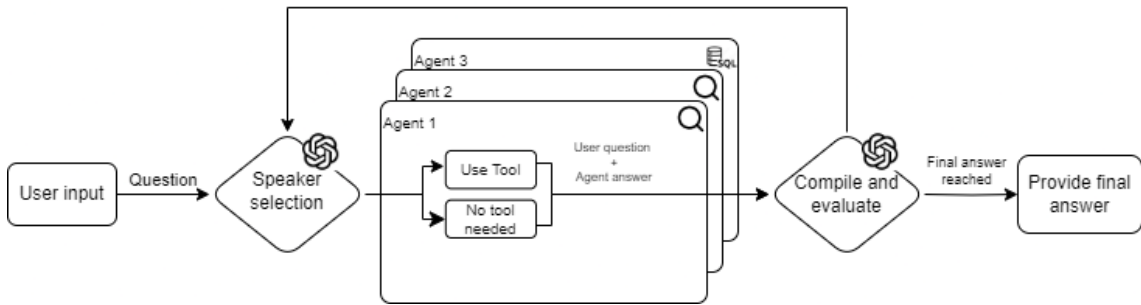 Agent 3
SQL
Agent 2
Agent 1
User question
+
Agent answer
User input
Question
Speaker
selection
Use Tool
No tool
needed
Compile and
evaluate
Final answer
reached
Provide final
answer